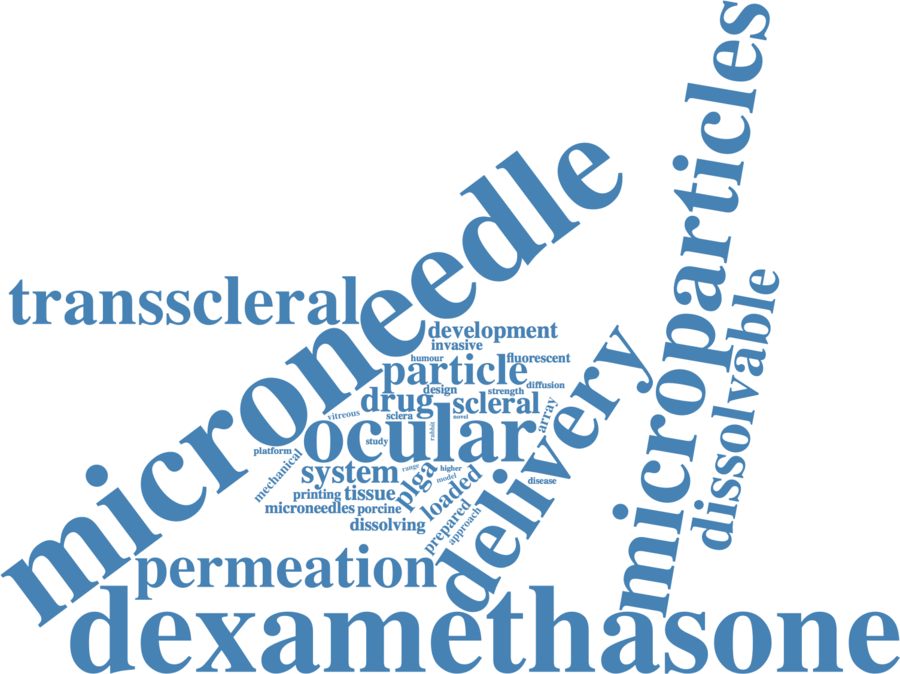 microparticles
microneedle
transscleral
dissolvable
development
invasive
humour
fluorescent
particle
diffusion
design
strength
drug
scleral
array
vitreous
sclera
novel
rabbit
ocular
study
delivery
platform
mechanical
system
range
higher
plga
model
loaded
disease
printing
tissue
microneedles
porcine
prepared
approach
dissolving
permeation
dexamethasone